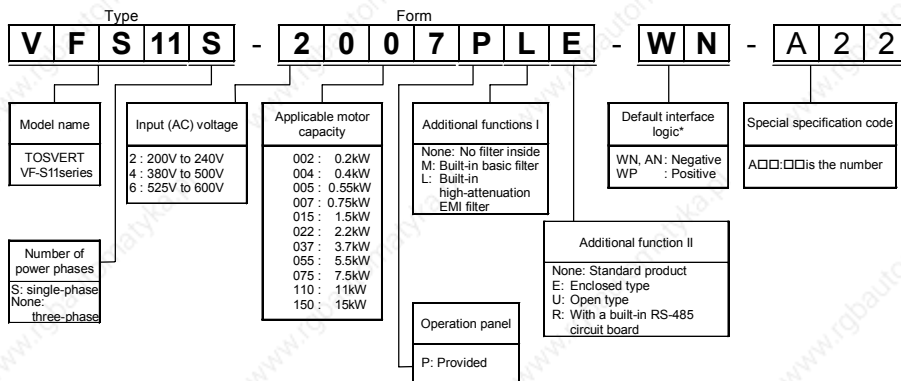 Type
Form
V F S 11 S - 2 0 0 7 P L E - W N - A 2 2
Model name
TOSVERT
VF-S11series
Input (AC) voltage
2 : 200V to 240V
4 : 380V to 500V
6 : 525V to 600V
Applicable motor
capacity
002 : 0.2kW
004 : 0.4kW
005 : 0.55kW
007 : 0.75kW
015 : 1.5kW
022 : 2.2kW
037 : 3.7kW
055 : 5.5kW
075 : 7.5kW
110 : 11kW
150 : 15kW
Additional functions I
None: No filter inside
M: Built-in basic filter
L: Built-in
high-attenuation
EMI filter
Default interface
logic*
WN, AN : Negative
WP : Positive
Special specification code
A□□:□□is the number
Number of
power phases
S: single-phase
None:
three-phase
Additional function II
None: Standard product
E: Enclosed type
U: Open type
R: With a built-in RS-485
circuit board
Operation panel
P: Provided